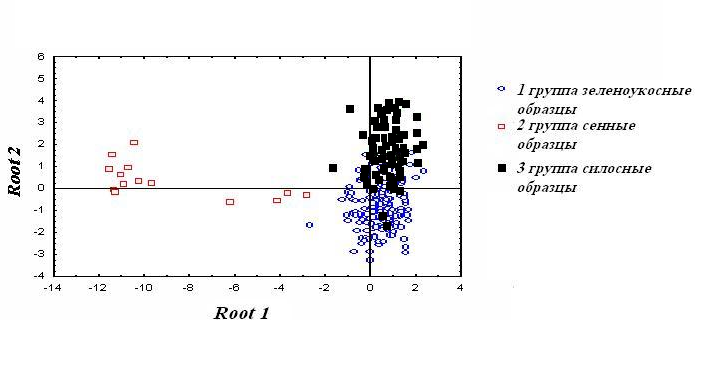 6
5
4
3
2
1
0
-1
-2
-3
-4
-14
-12
-10
-8
-6
-4
-2
0
2
4
Root 2
Root 1
1 группа зеленоукосные
образцы
2 группа сенные
образцы
3 группа силосные
образцы